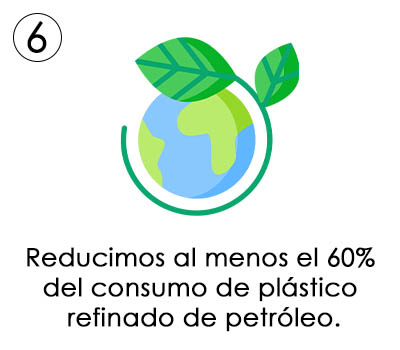 6
Reducimos al menos el 60%
del consumo de plástico
refinado de petróleo.